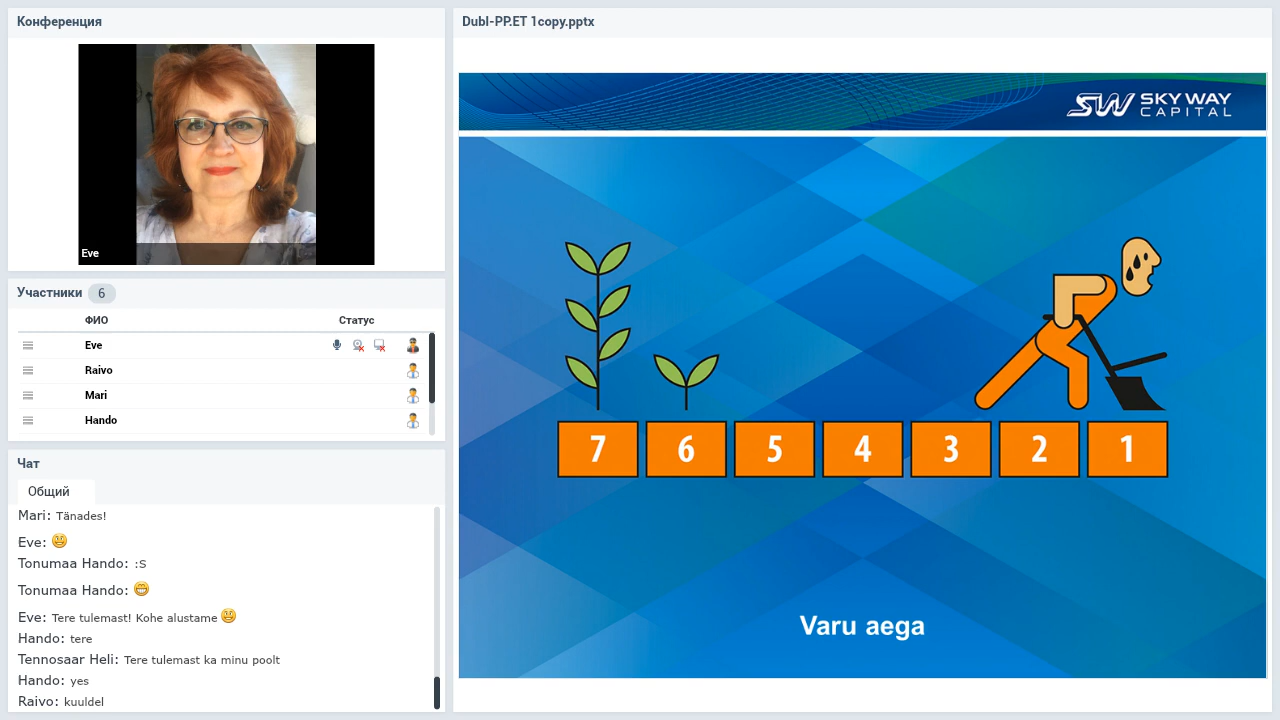 Конференция
Eve
Участники 6
ФИО Статус
Eve
Raivo
Mari
Hando
Чат
Общий
Mari: Tänades!
Eve:
Tonumaa Hando: :S
Tonumaa Hando:
Eve: Tere tulemast! Kohe alustame
Hando: tere
Tennosaar Heli: Tere tulemast ka minu poolt
Hando: yes
Raivo: kuuldel
Dubl-PP.ET 1copy.pptx
SW SKY WAY
CAPITAL
7 6 5 4 3 2 1
Varu aega